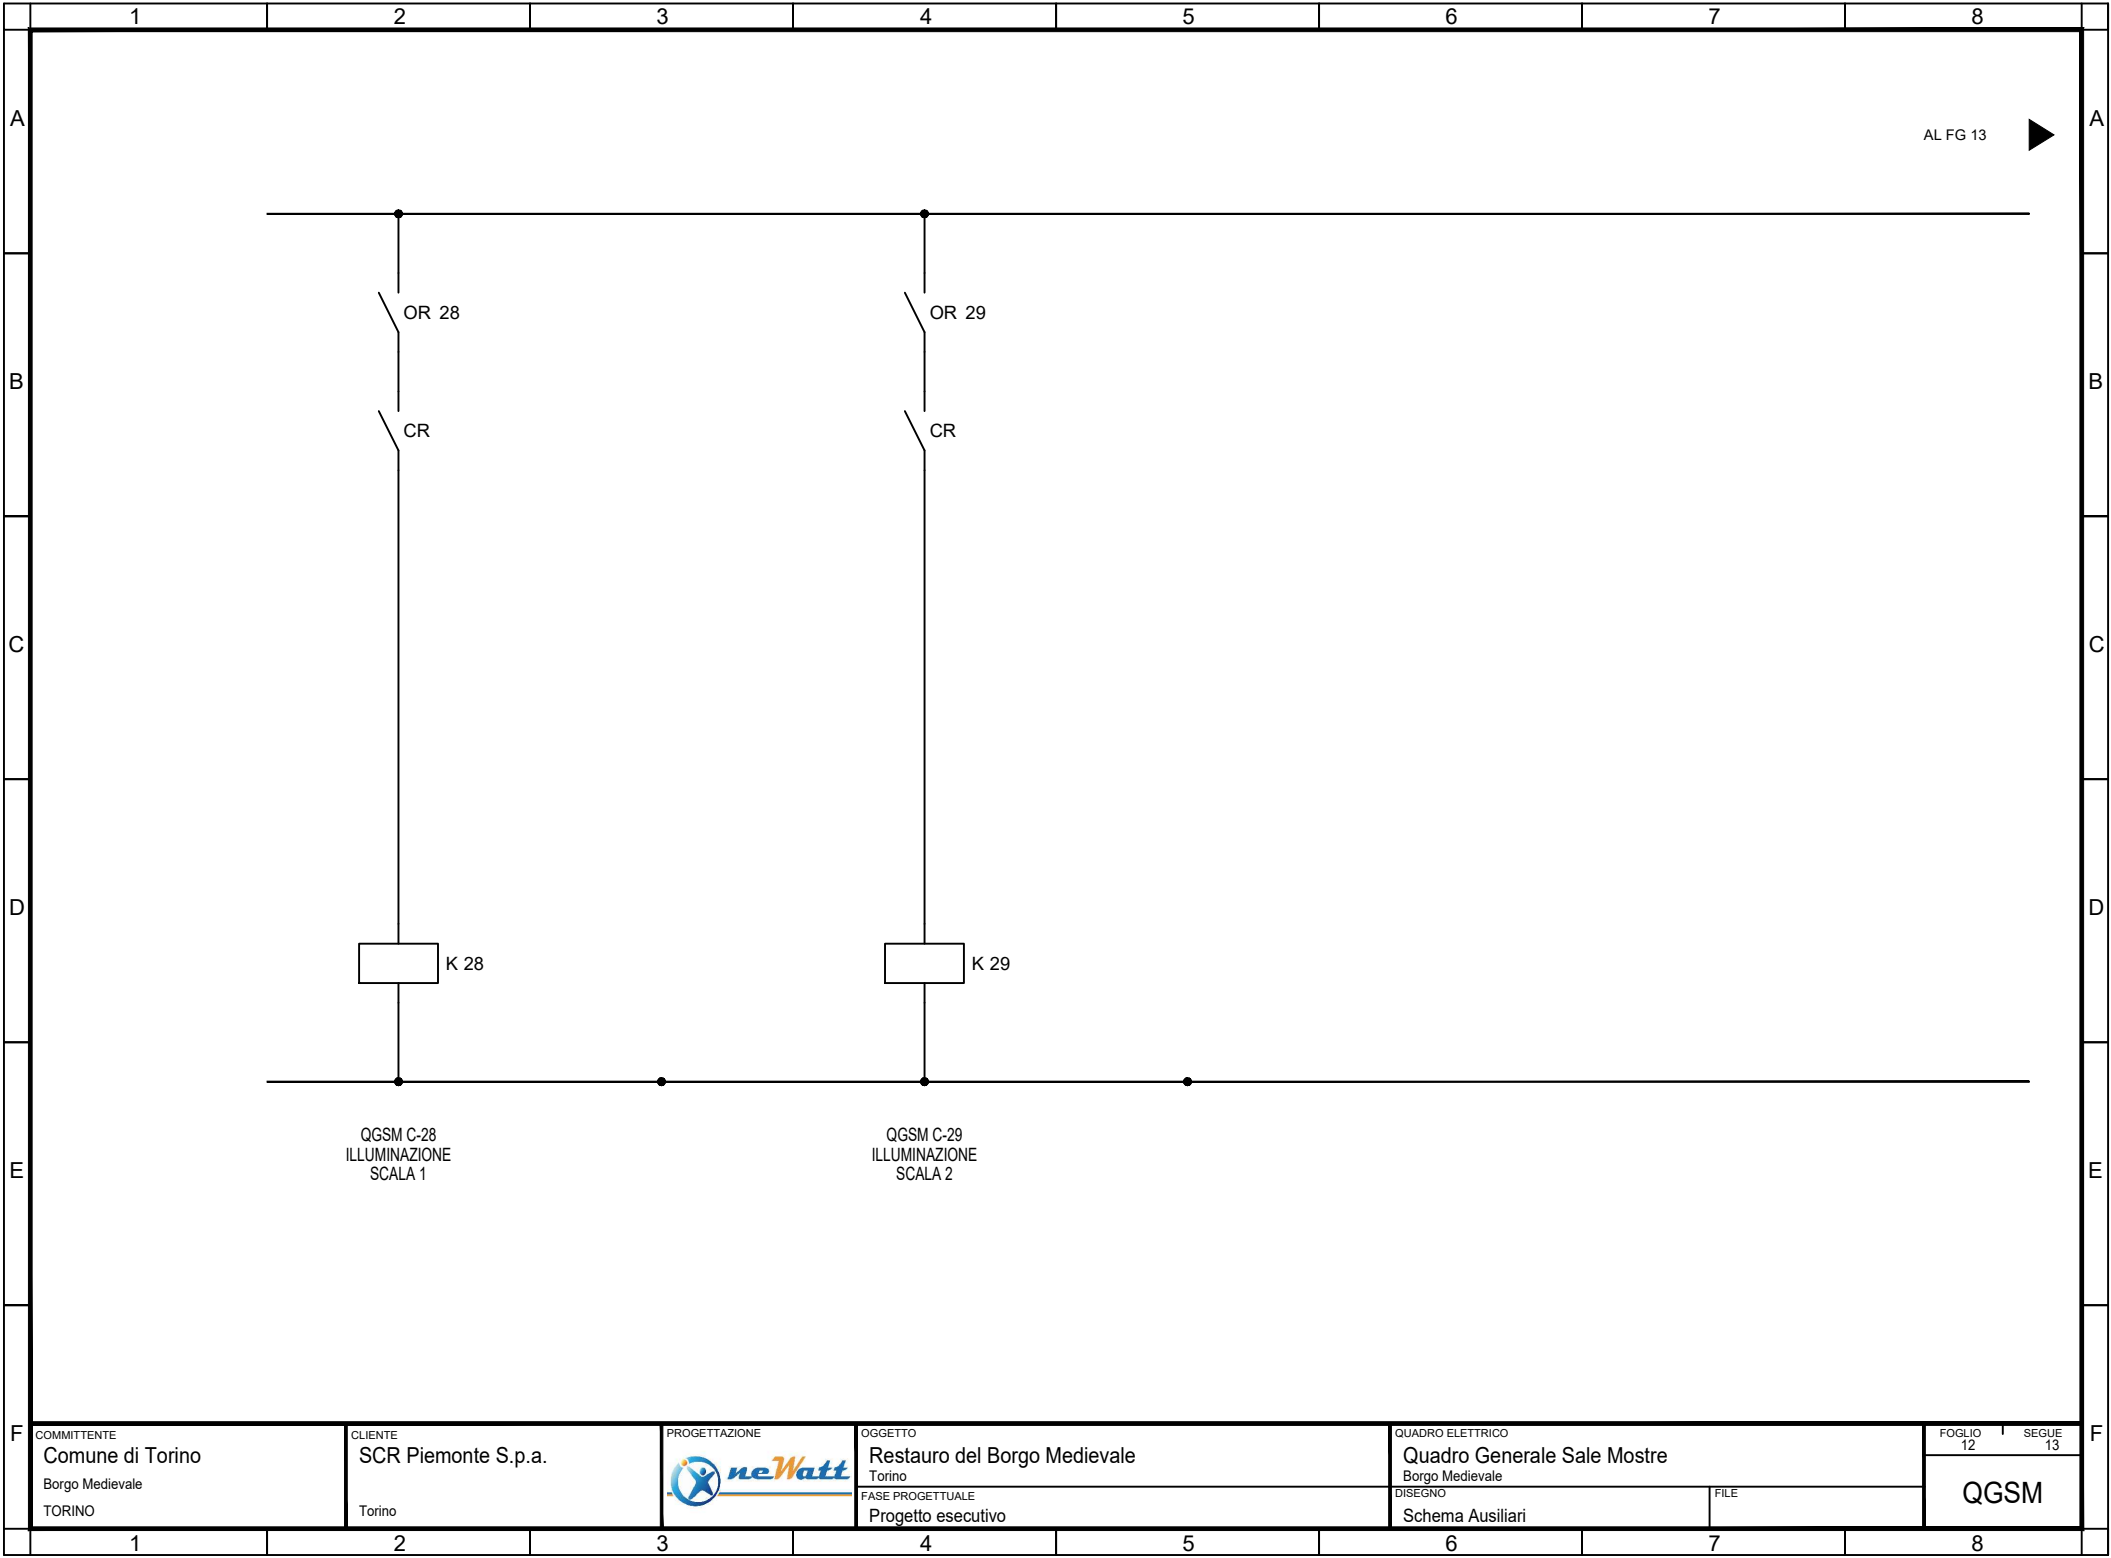 1 2 3 4 5 6 7 8
A A
AL FG 13
OR 28 OR 29
B B
CR CR
C C
D D
K 28 K 29
QGSM C-28
ILLUMINAZIONE
SCALA 1
QGSM C-29
ILLUMINAZIONE
SCALA 2
E E
F F
COMMITTENTE
Comune di Torino
Borgo Medievale
TORINO
CLIENTE
SCR Piemonte S.p.a.
Torino
PROGETTAZIONE
neWatt
OGGETTO
Restauro del Borgo Medievale
Torino
FASE PROGETTUALE
Progetto esecutivo
QUADRO ELETTRICO
Quadro Generale Sale Mostre
Borgo Medievale
DISEGNO
Schema Ausiliari
FILE
FOGLIO SEGUE
12 13
QGSM
1 2 3 4 5 6 7 8